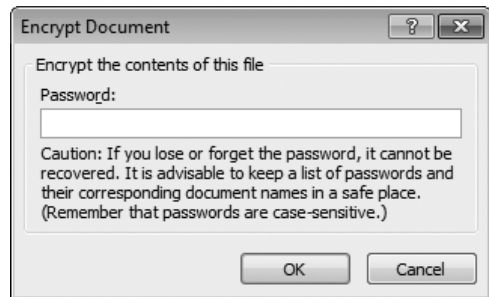 Encrypt Document
Encrypt the contents of this file
Password:
Caution: If you lose or forget the password, it cannot be
recovered. It is advisable to keep a list of passwords and
their corresponding document names in a safe place.
(Remember that passwords are case-sensitive.)
OK Cancel